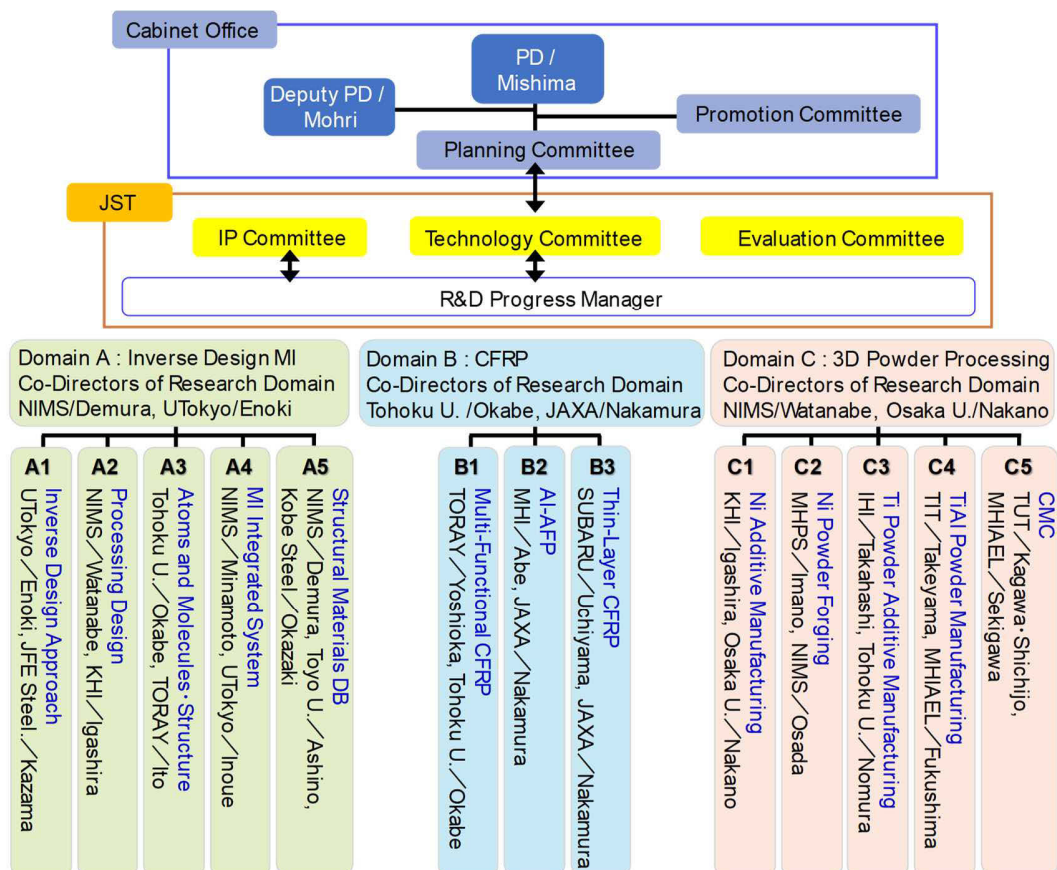 Cabinet Office
PD /
Mishima
Deputy PD /
Mohri
Promotion Committee
Planning Committee
JST
IP Committee
Technology Committee
Evaluation Committee
R&D Progress Manager
Domain A : Inverse Design MI
Co-Directors of Research Domain
NIMS/Demura, UTokyo/Enoki
A1
Inverse Design Approach
UTokyo／Enoki, JFE Steel.／Kazama
A2
Processing Design
NIMS／Watanabe, KHI／Igashira
A3
Atoms and Molecules・Structure
Tohoku U.／Okabe, TORAY／Ito
A4
MI Integrated System
NIMS／Minamoto, UTokyo／Inoue
A5
Structural Materials DB
NIMS／Demura, Toyo U.／Ashino,
Kobe Steel／Okazaki
Domain B : CFRP
Co-Directors of Research Domain
Tohoku U. /Okabe, JAXA/Nakamura
B1
Multi-Functional CFRP
TORAY／Yoshioka, Tohoku U.／Okabe
B2
AI-AFP
MHI／Abe, JAXA／Nakamura
B3
Thin-Layer CFRP
SUBARU／Uchiyama, JAXA／Nakamura
Domain C : 3D Powder Processing
Co-Directors of Research Domain
NIMS/Watanabe, Osaka U./Nakano
C1
Ni Additive Manufacturing
KHI／Igashira, Osaka U.／Nakano
C2
Ni Powder Forging
MHPS／Imano, NIMS／Osada
C3
Ti Powder Additive Manufacturing
IHI／Takahashi, Tohoku U.／Nomura
C4
TiAl Powder Manufacturing
TIT／Takeyama, MHIAEL／Fukushima
C5
CMC
TUT／Kagawa・Shichijo,
MHIAEL／Sekigawa